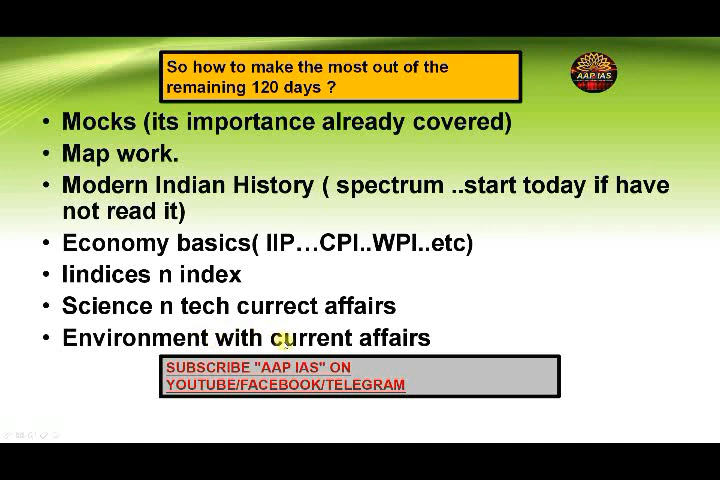 So how to make the most out of the
remaining 120 days ?
AAP IAS
• Mocks (its importance already covered)
• Map work.
• Modern Indian History ( spectrum ..start today if have
not read it)
• Economy basics( IIP…CPI..WPI..etc)
• Iindices n index
• Science n tech currect affairs
• Environment with current affairs
SUBSCRIBE "AAP IAS" ON
YOUTUBE/FACEBOOK/TELEGRAM